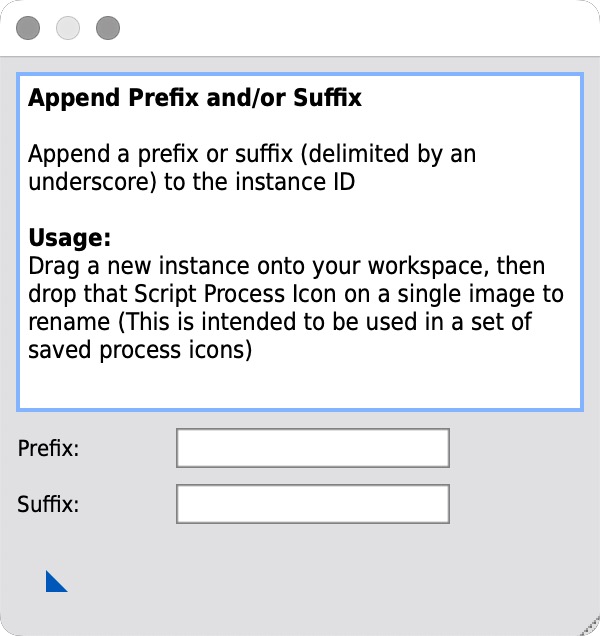 Append Prefix and/or Suffix
Append a prefix or suffix (delimited by an
underscore) to the instance ID
Usage:
Drag a new instance onto your workspace, then
drop that Script Process Icon on a single image to
rename (This is intended to be used in a set of
saved process icons)
Prefix:
Suffix: